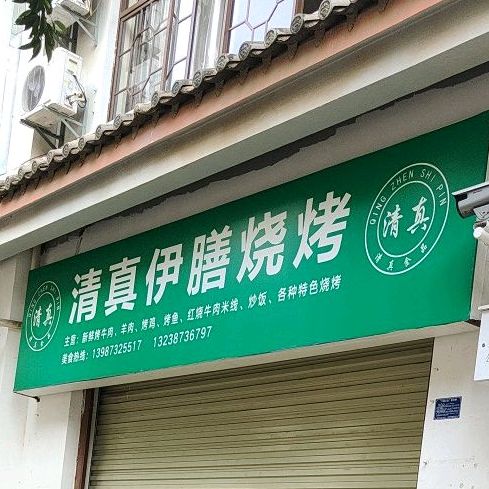 清真伊膳烧烤
主营：新鲜烤牛肉、羊肉、烤鸡、烤鱼、红烧牛肉米线、炒饭、各种特色烧烤
美食热线：13987325517 13238736797
清真
QING ZHEN SHI PIN
清真
清真食品